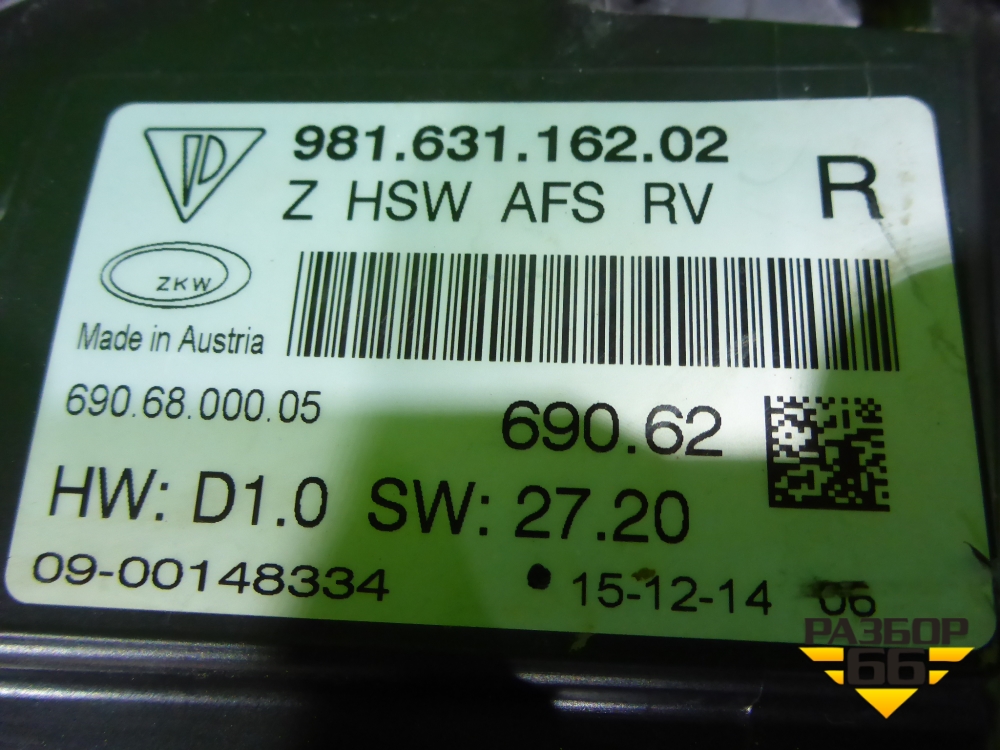 981.631.162.02
Z HSW AFS RV
R
ZKW
Made in Austria
690.68.000.05
690.62
HW: D1.0 SW: 27.20
09-00148334
15-12-14 06
РАЗБОР
66